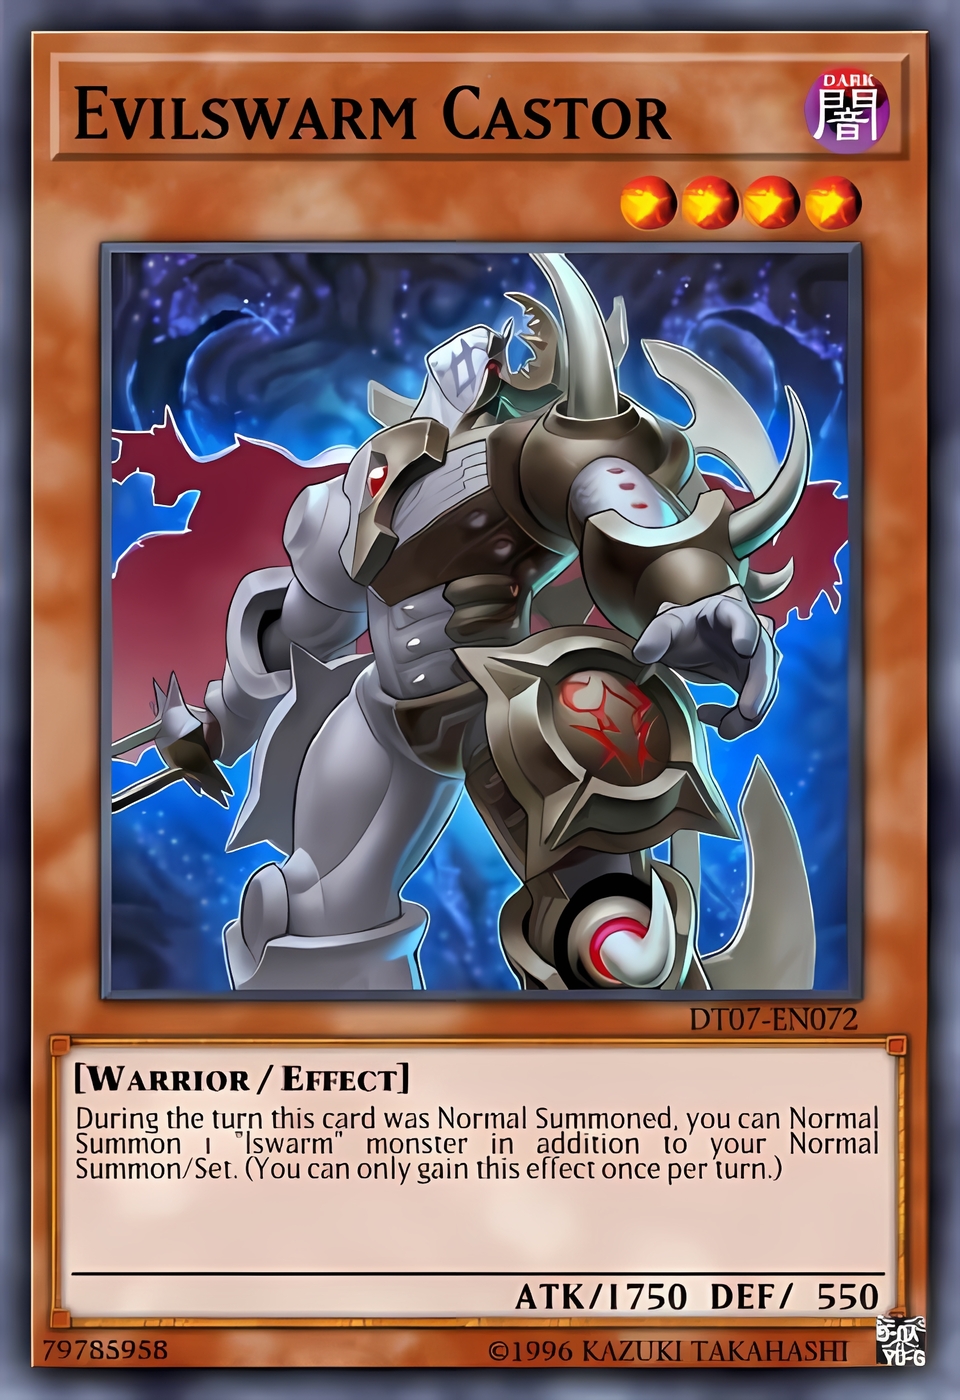 EVILSWARM CASTOR
DARK
闇
DT07-EN072
[WARRIOR / EFFECT]
During the turn this card was Normal Summoned, you can Normal
Summon 1 "lswarm" monster in addition to your Normal
Summon/Set. (You can only gain this effect once per turn.)
ATK/1750 DEF/ 550
79785958
©1996 KAZUKI TAKAHASHI